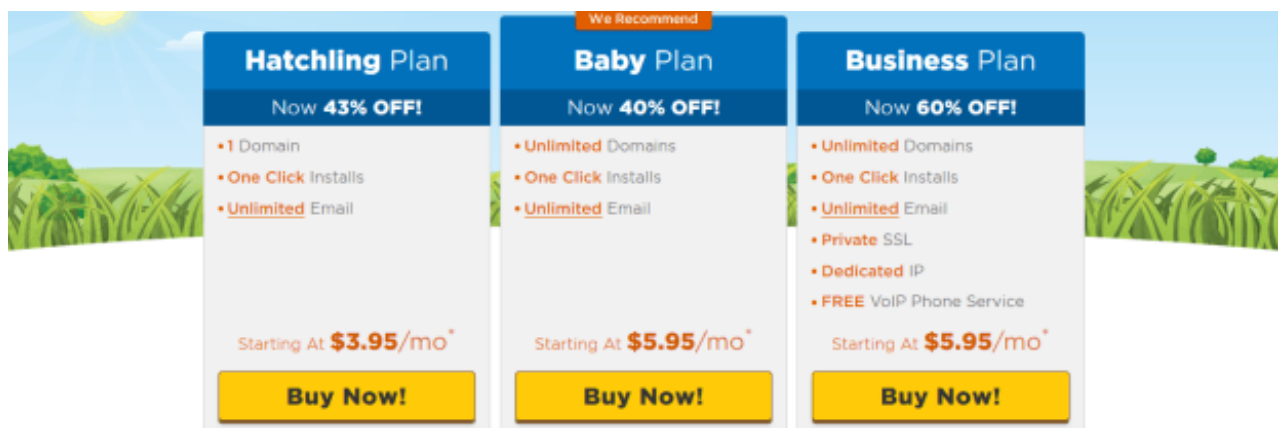 We Recommend
Hatchling Plan
Now 43% OFF!
• 1 Domain
• One Click Installs
• Unlimited Email
Starting At $3.95/mo*
Buy Now!
Baby Plan
Now 40% OFF!
• Unlimited Domains
• One Click Installs
• Unlimited Email
Starting At $5.95/mo*
Buy Now!
Business Plan
Now 60% OFF!
• Unlimited Domains
• One Click Installs
• Unlimited Email
• Private SSL
• Dedicated IP
• FREE VoIP Phone Service
Starting At $5.95/mo*
Buy Now!